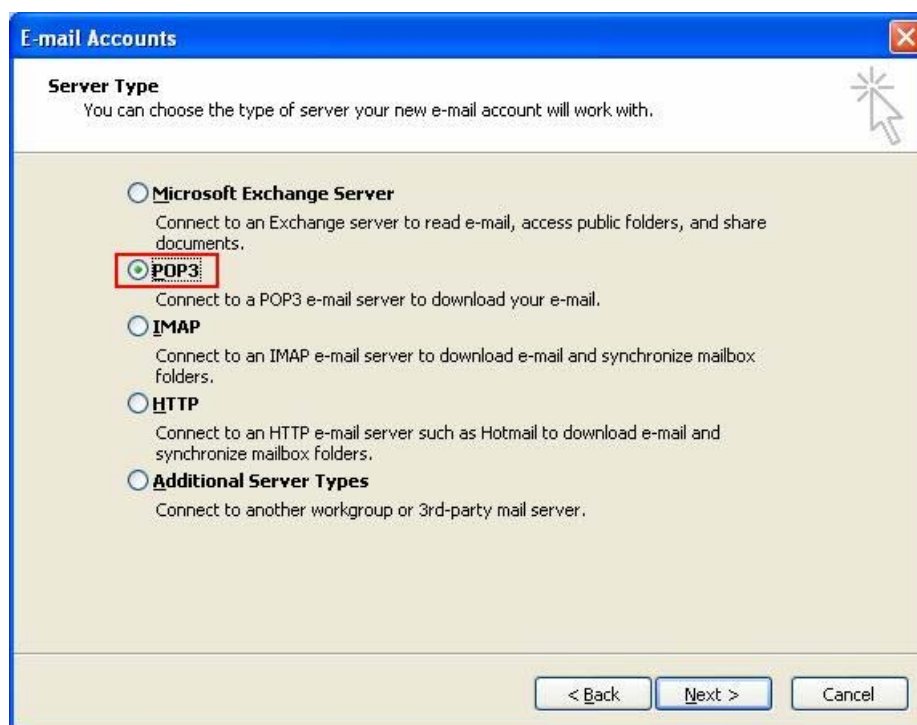 E-mail Accounts
Server Type
You can choose the type of server your new e-mail account will work with.
Microsoft Exchange Server
Connect to an Exchange server to read e-mail, access public folders, and share
documents.
POP3
Connect to a POP3 e-mail server to download your e-mail.
IMAP
Connect to an IMAP e-mail server to download e-mail and synchronize mailbox
folders.
HTTP
Connect to an HTTP e-mail server such as Hotmail to download e-mail and
synchronize mailbox folders.
Additional Server Types
Connect to another workgroup or 3rd-party mail server.
< Back Next > Cancel